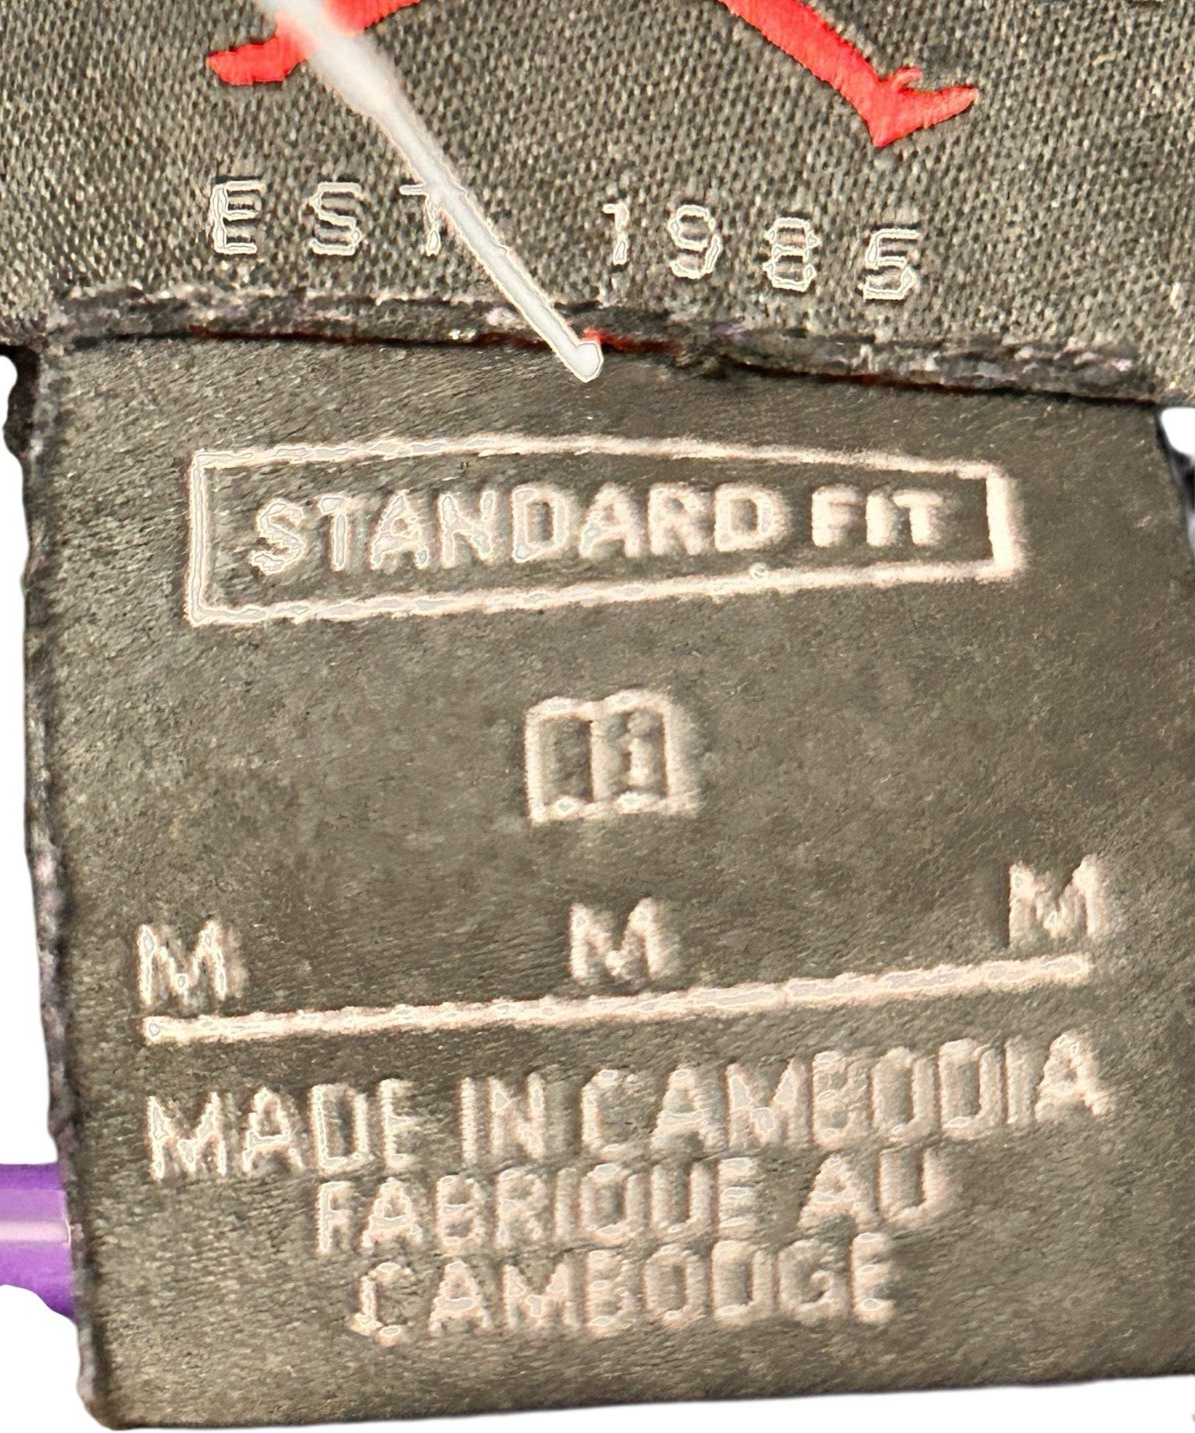 EST 1985
STANDARD FIT
i
M M M
MADE IN CAMBODIA
FABRIQUE AU
CAMBODGE